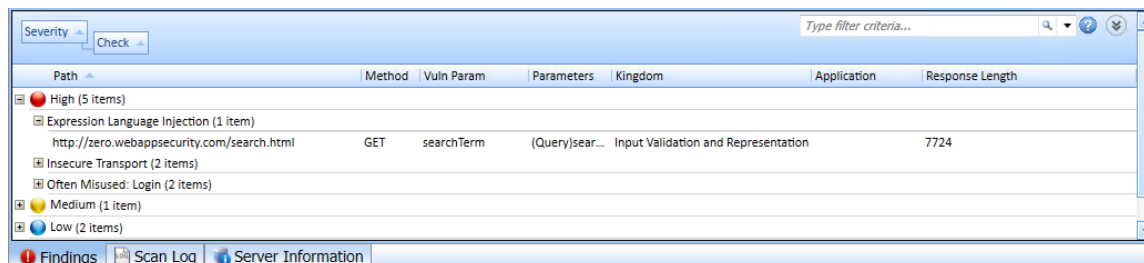 Severity
Check
Type filter criteria...
Path Method Vuln Param Parameters Kingdom Application Response Length
High (5 items)
Expression Language Injection (1 item)
http://zero.webappsecurity.com/search.html GET searchTerm (Query)sear... Input Validation and Representation 7724
Insecure Transport (2 items)
Often Misused: Login (2 items)
Medium (1 item)
Low (2 items)
Findings Scan Log Server Information